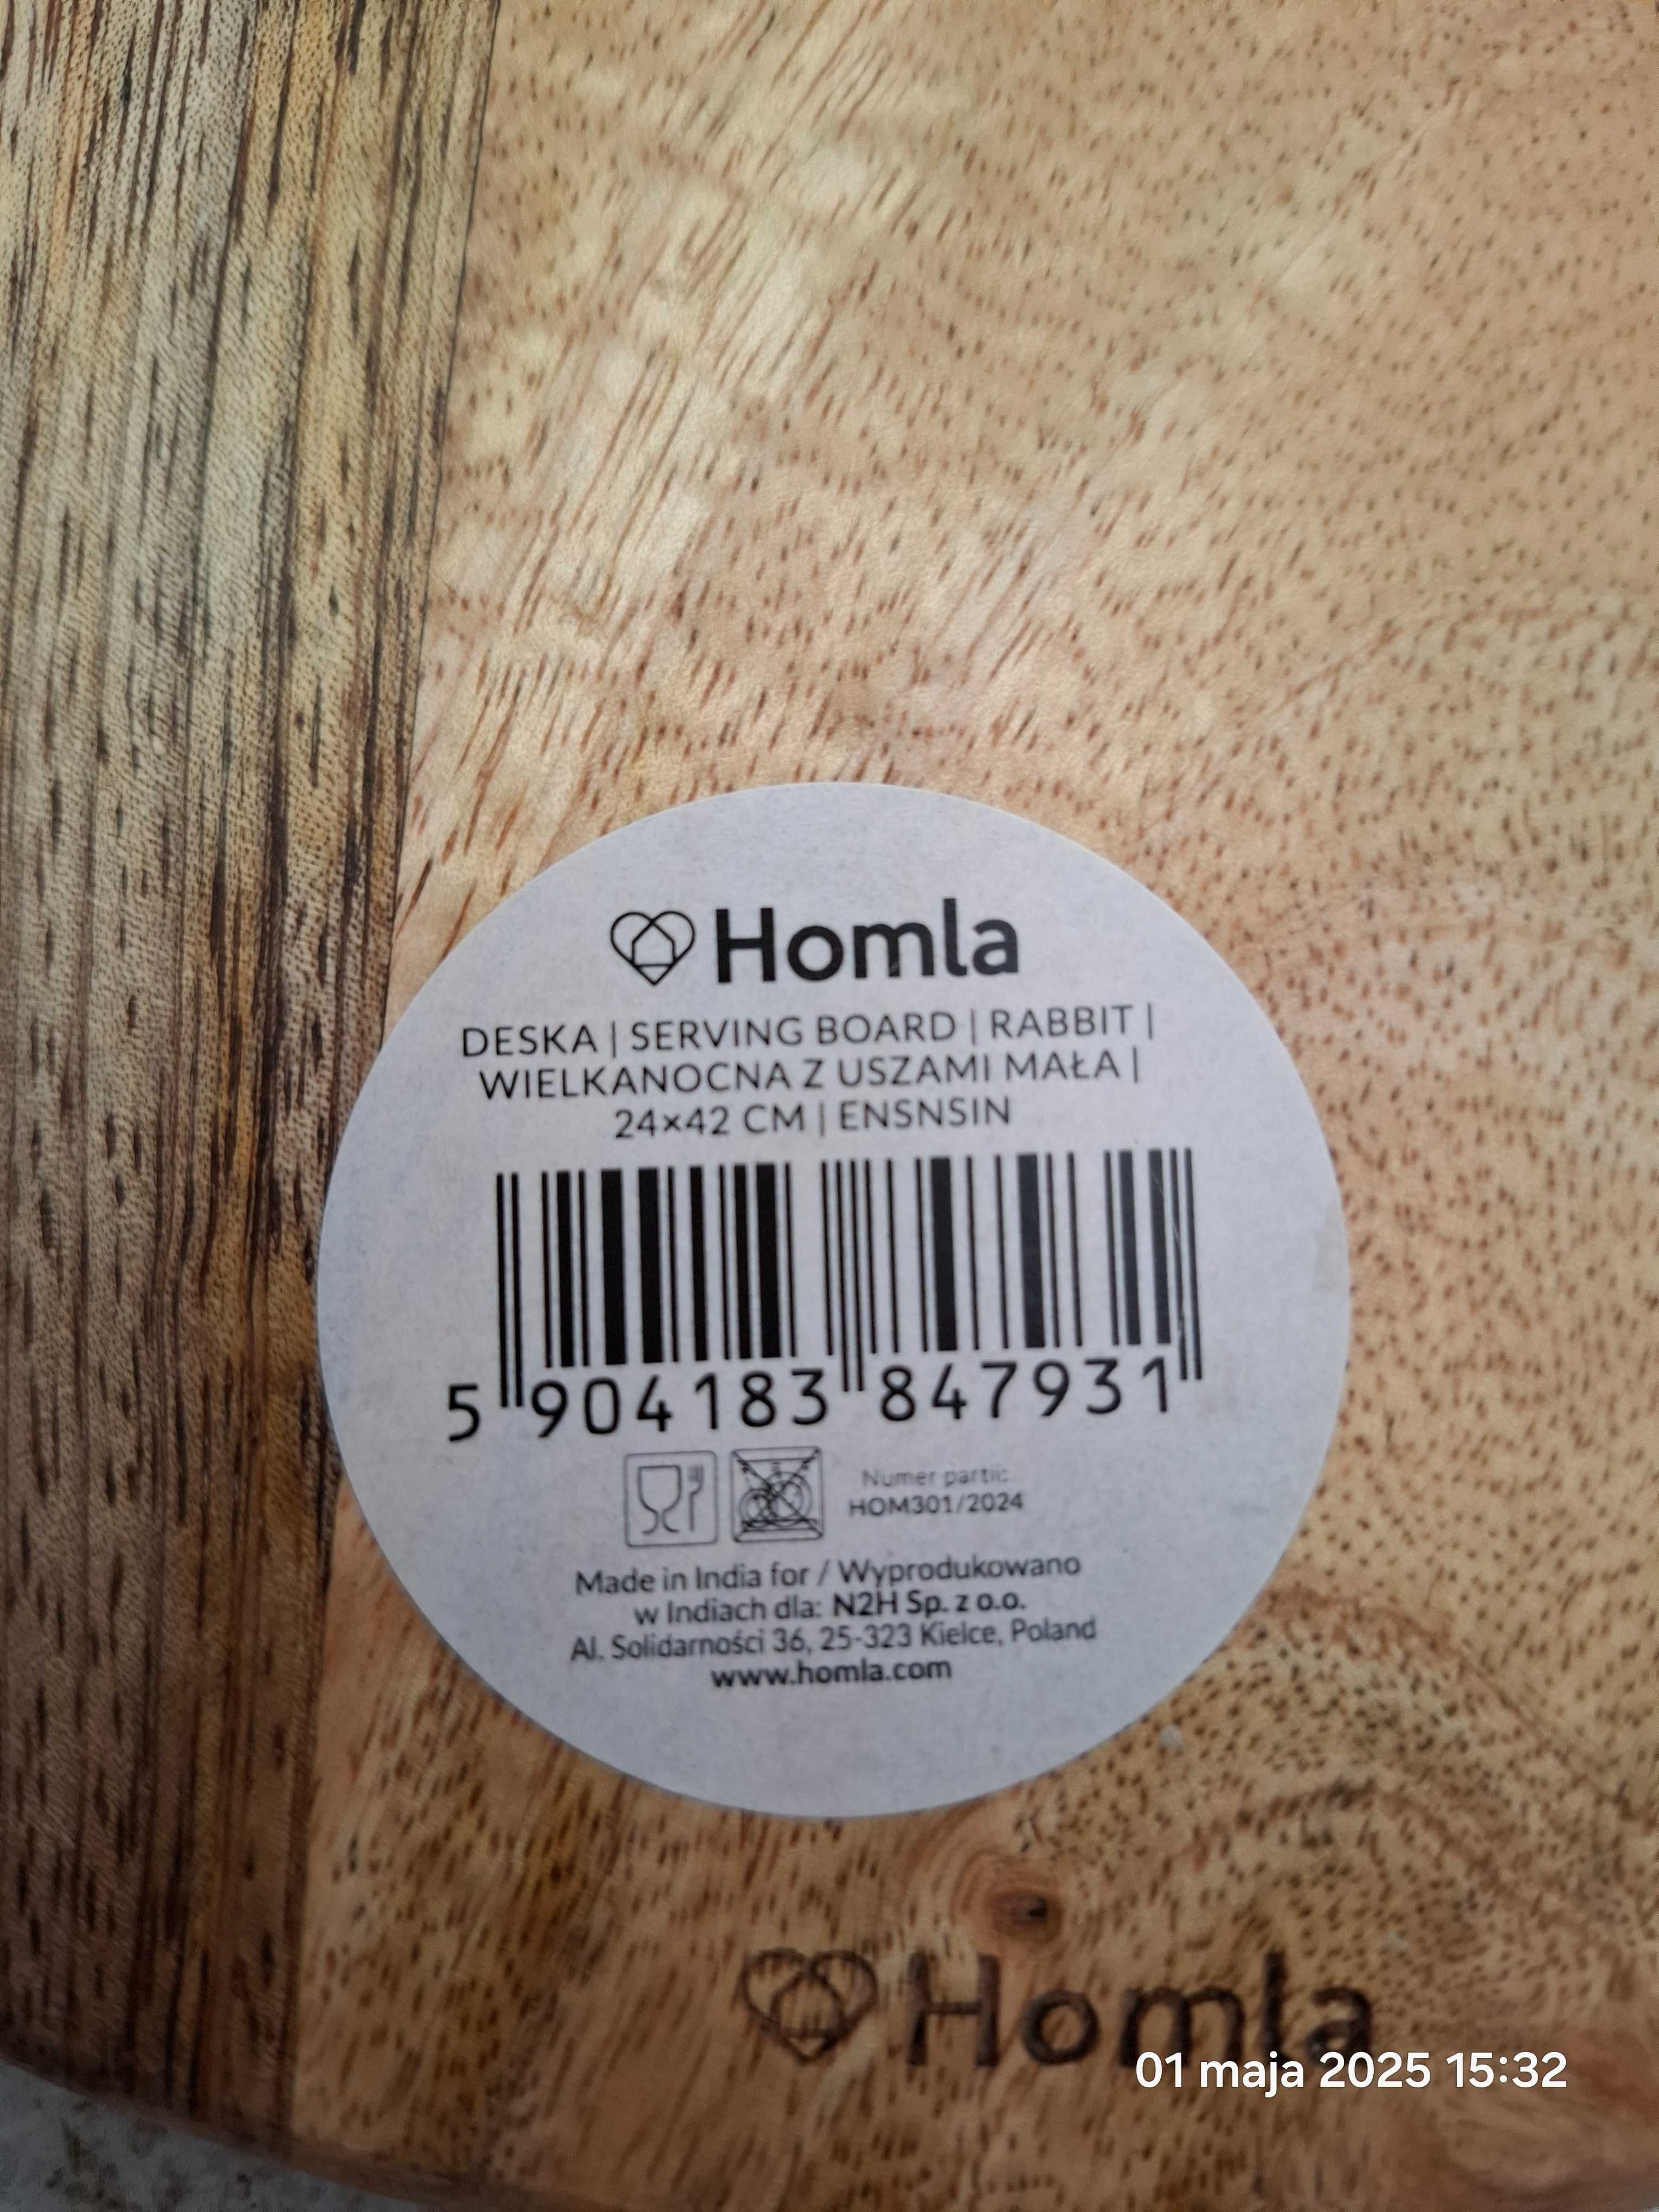 Homla
DESKA | SERVING BOARD | RABBIT |
WIELKANOCNA Z USZAMI MAŁA |
24×42 CM | ENSNSIN
5 904183 847931
Numer partii:
HOM301/2024
Made in India for / Wyprodukowano
w Indiach dla: N2H Sp. z o.o.
Al. Solidarności 36, 25-323 Kielce, Poland
www.homla.com
Homla
01 maja 2025 15:32